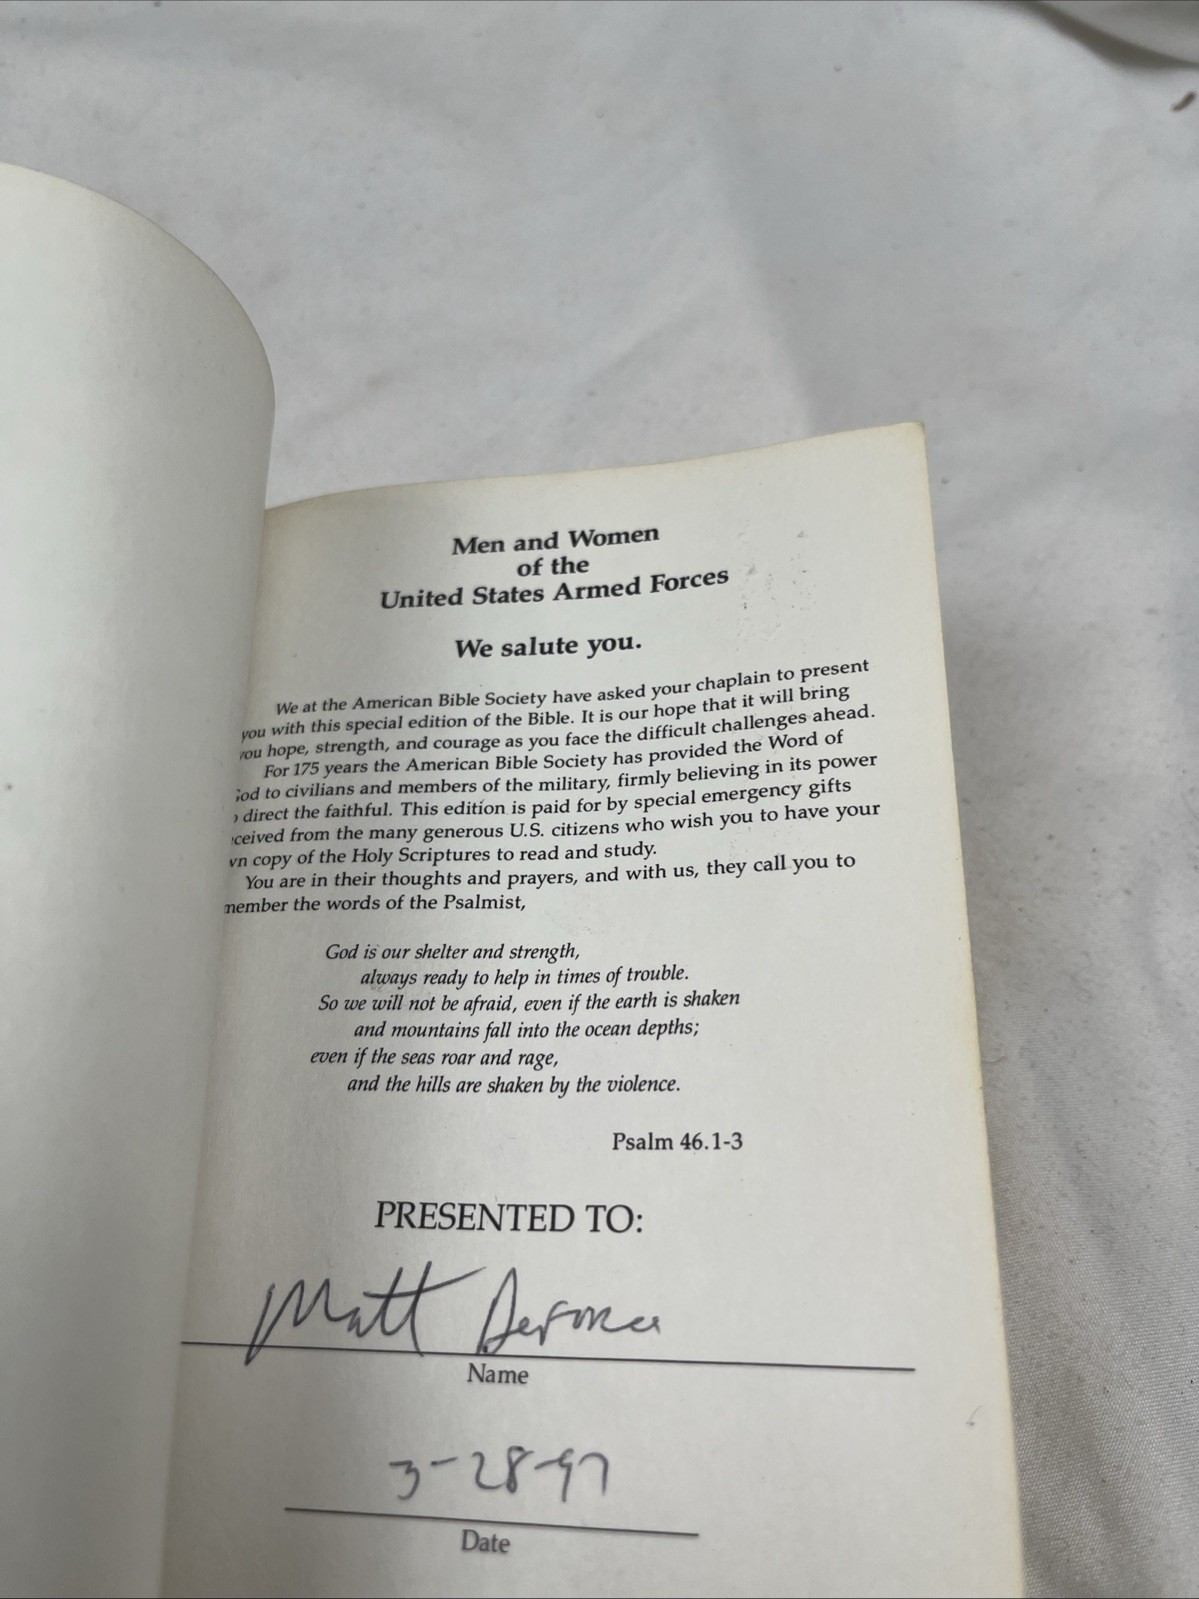 Men and Women
of the
United States Armed Forces
We salute you.
We at the American Bible Society have asked your chaplain to present
you with this special edition of the Bible. It is our hope that it will bring
you hope, strength, and courage as you face the difficult challenges ahead.
For 175 years the American Bible Society has provided the Word of
God to civilians and members of the military, firmly believing in its power
direct the faithful. This edition is paid for by special emergency gifts
ceived from the many generous U.S. citizens who wish you to have your
wn copy of the Holy Scriptures to read and study.
You are in their thoughts and prayers, and with us, they call you to
member the words of the Psalmist,
God is our shelter and strength,
always ready to help in times of trouble.
So we will not be afraid, even if the earth is shaken
and mountains fall into the ocean depths;
even if the seas roar and rage,
and the hills are shaken by the violence.
Psalm 46.1-3
PRESENTED TO:
Matt
Name
3-28-97
Date